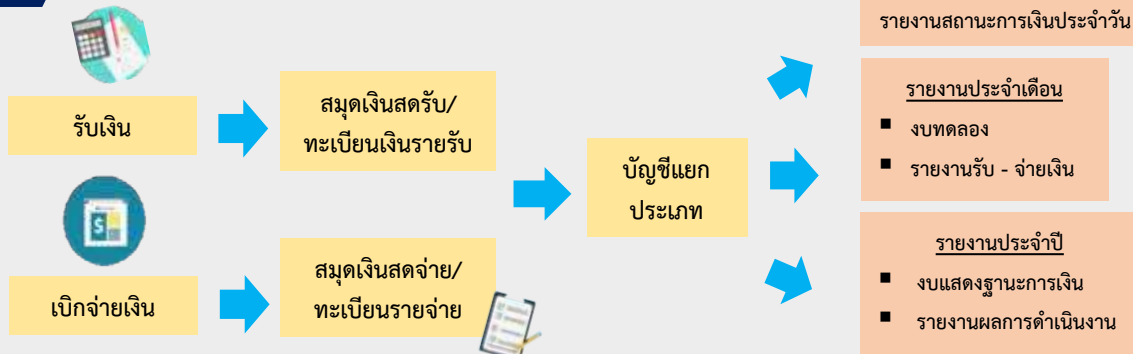 รับเงิน
สมุดเงินสดรับ/
ทะเบียนเงินรายรับ
เบิกจ่ายเงิน
สมุดเงินสดจ่าย/
ทะเบียนรายจ่าย
บัญชีแยก
ประเภท
รายงานสถานะการเงินประจำวัน
รายงานประจำเดือน
▪ งบทดลอง
▪ รายงานรับ - จ่ายเงิน
รายงานประจำปี
▪ งบแสดงฐานะการเงิน
▪ รายงานผลการดำเนินงาน